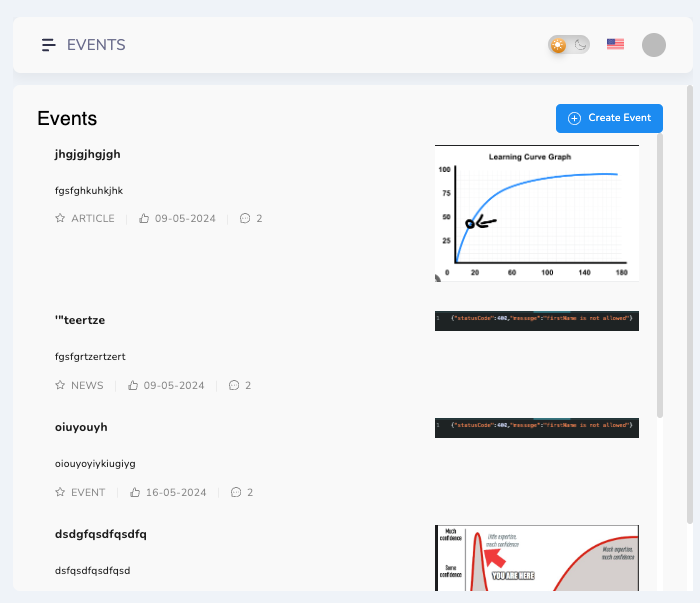 EVENTS
Events
Create Event
jhgjgjhgjgh
fgsfghkuhkjhk
ARTICLE 09-05-2024 2
Learning Curve Graph
100
75
50
25
0 20 60 100 140 180
'"teertze
fgsfgrtzertzert
NEWS 09-05-2024 2
1 {"statusCode":400,"message":"firstName is not allowed"}
oiuyouyh
oiouyoyiykiugiyg
EVENT 16-05-2024 2
1 {"statusCode":400,"message":"firstName is not allowed"}
dsdgfqsdfqsdfq
dsfqsdfqsdfqsd
Much
confidence
Little expertise,
much confidence
Much expertise,
much confidence
Some
confidence
YOU ARE HERE